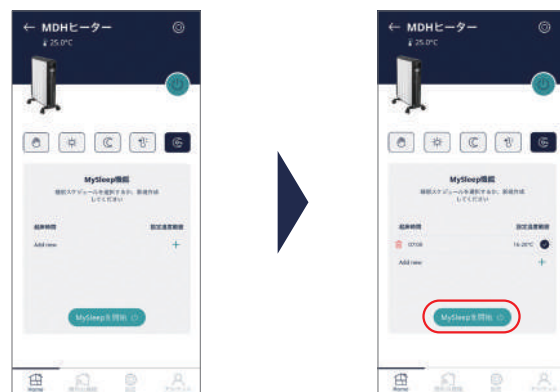 MDHヒーター
25.0°C
MySleep機能
睡眠スケジュールを選択するか、新規作成
してください
起床時間 設定温度範囲
Add new
MySleepを開始
Home
MDHヒーター
25.0°C
MySleep機能
睡眠スケジュールを選択するか、新規作成
してください
起床時間 設定温度範囲
07:00 16-20°C
Add new
MySleepを開始
Home